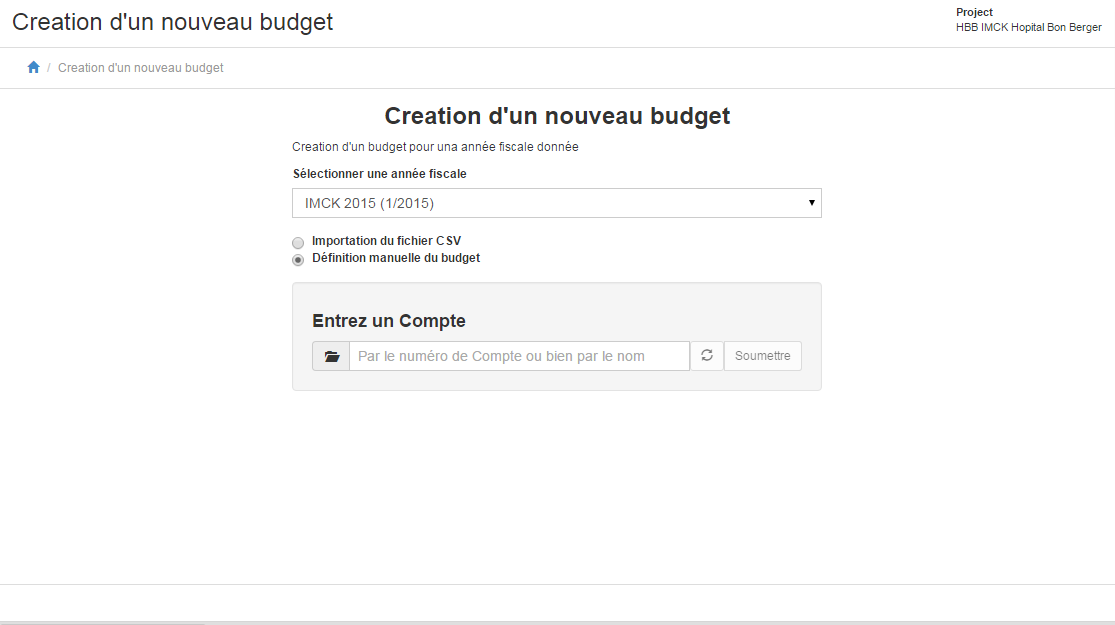 Creation d'un nouveau budget
Project
HBB IMCK Hopital Bon Berger
/ Creation d'un nouveau budget
Creation d'un nouveau budget
Creation d'un budget pour una année fiscale donnée
Sélectionner une année fiscale
IMCK 2015 (1/2015)
Importation du fichier CSV
Définition manuelle du budget
Entrez un Compte
Par le numéro de Compte ou bien par le nom
Soumettre